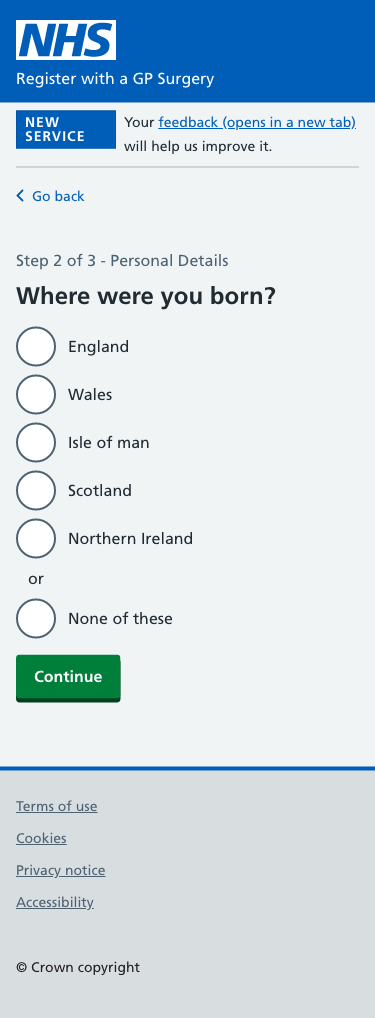 NHS
Register with a GP Surgery
NEW
SERVICE
Your feedback (opens in a new tab)
will help us improve it.
Go back
Step 2 of 3 - Personal Details
Where were you born?
England
Wales
Isle of man
Scotland
Northern Ireland
or
None of these
Continue
Terms of use
Cookies
Privacy notice
Accessibility
© Crown copyright